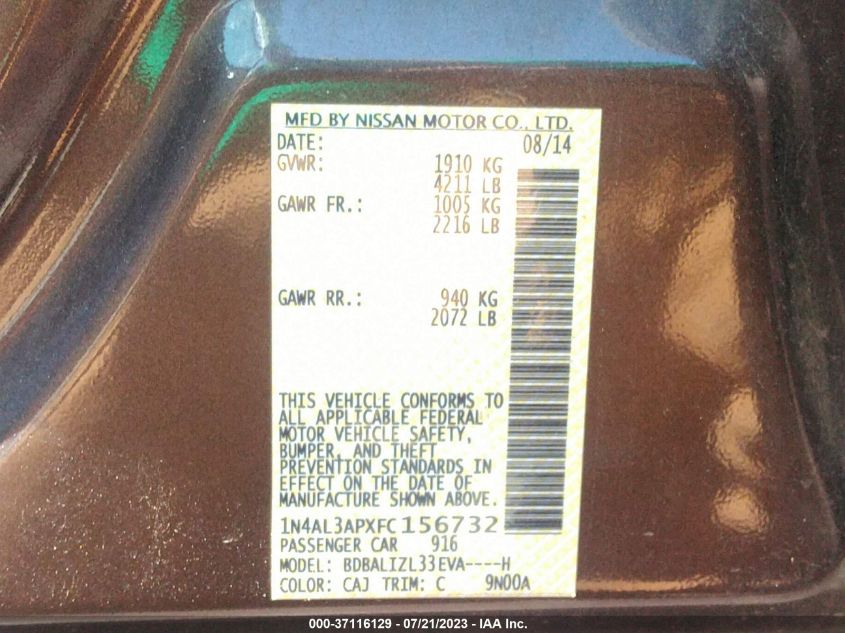 MFD BY NISSAN MOTOR CO., LTD.
DATE: 08/14
GVWR: 1910 KG
4211 LB
GAWR FR.: 1005 KG
2216 LB
GAWR RR.: 940 KG
2072 LB
THIS VEHICLE CONFORMS TO
ALL APPLICABLE FEDERAL
MOTOR VEHICLE SAFETY,
BUMPER, AND THEFT
PREVENTION STANDARDS IN
EFFECT ON THE DATE OF
MANUFACTURE SHOWN ABOVE.
1N4AL3APXFC156732
PASSENGER CAR 916
MODEL: BDBALIZL33EVA----H
COLOR: CAJ TRIM: C 9N00A
000-37116129 - 07/21/2023 - IAA Inc.